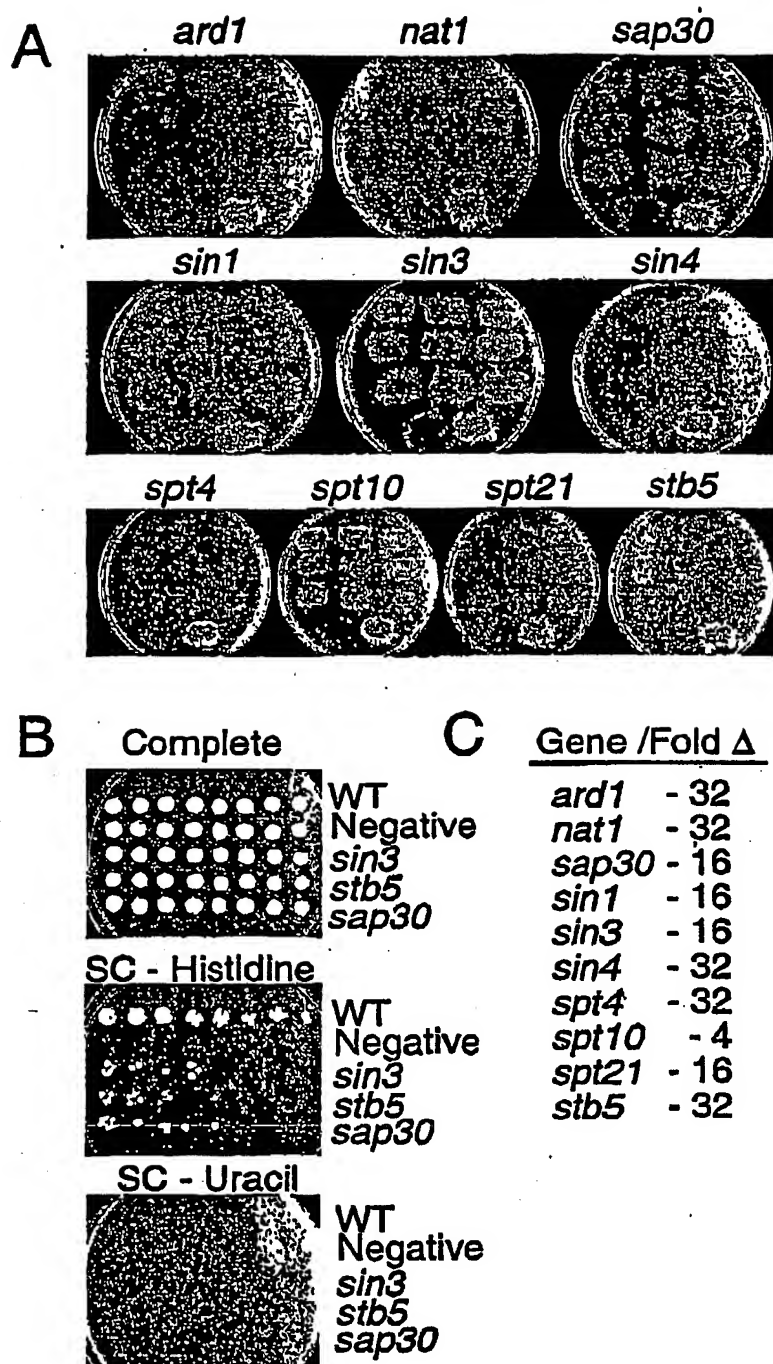 A
ard1 nat1 sap30
sin1 sin3 sin4
spt4 spt10 spt21 stb5
B
Complete
WT
Negative
sin3
stb5
sap30
SC - Histidine
WT
Negative
sin3
stb5
sap30
SC - Uracil
WT
Negative
sin3
stb5
sap30
C
Gene /Fold Δ
ard1 - 32
nat1 - 32
sap30 - 16
sin1 - 16
sin3 - 16
sin4 - 32
spt4 - 32
spt10 - 4
spt21 - 16
stb5 - 32